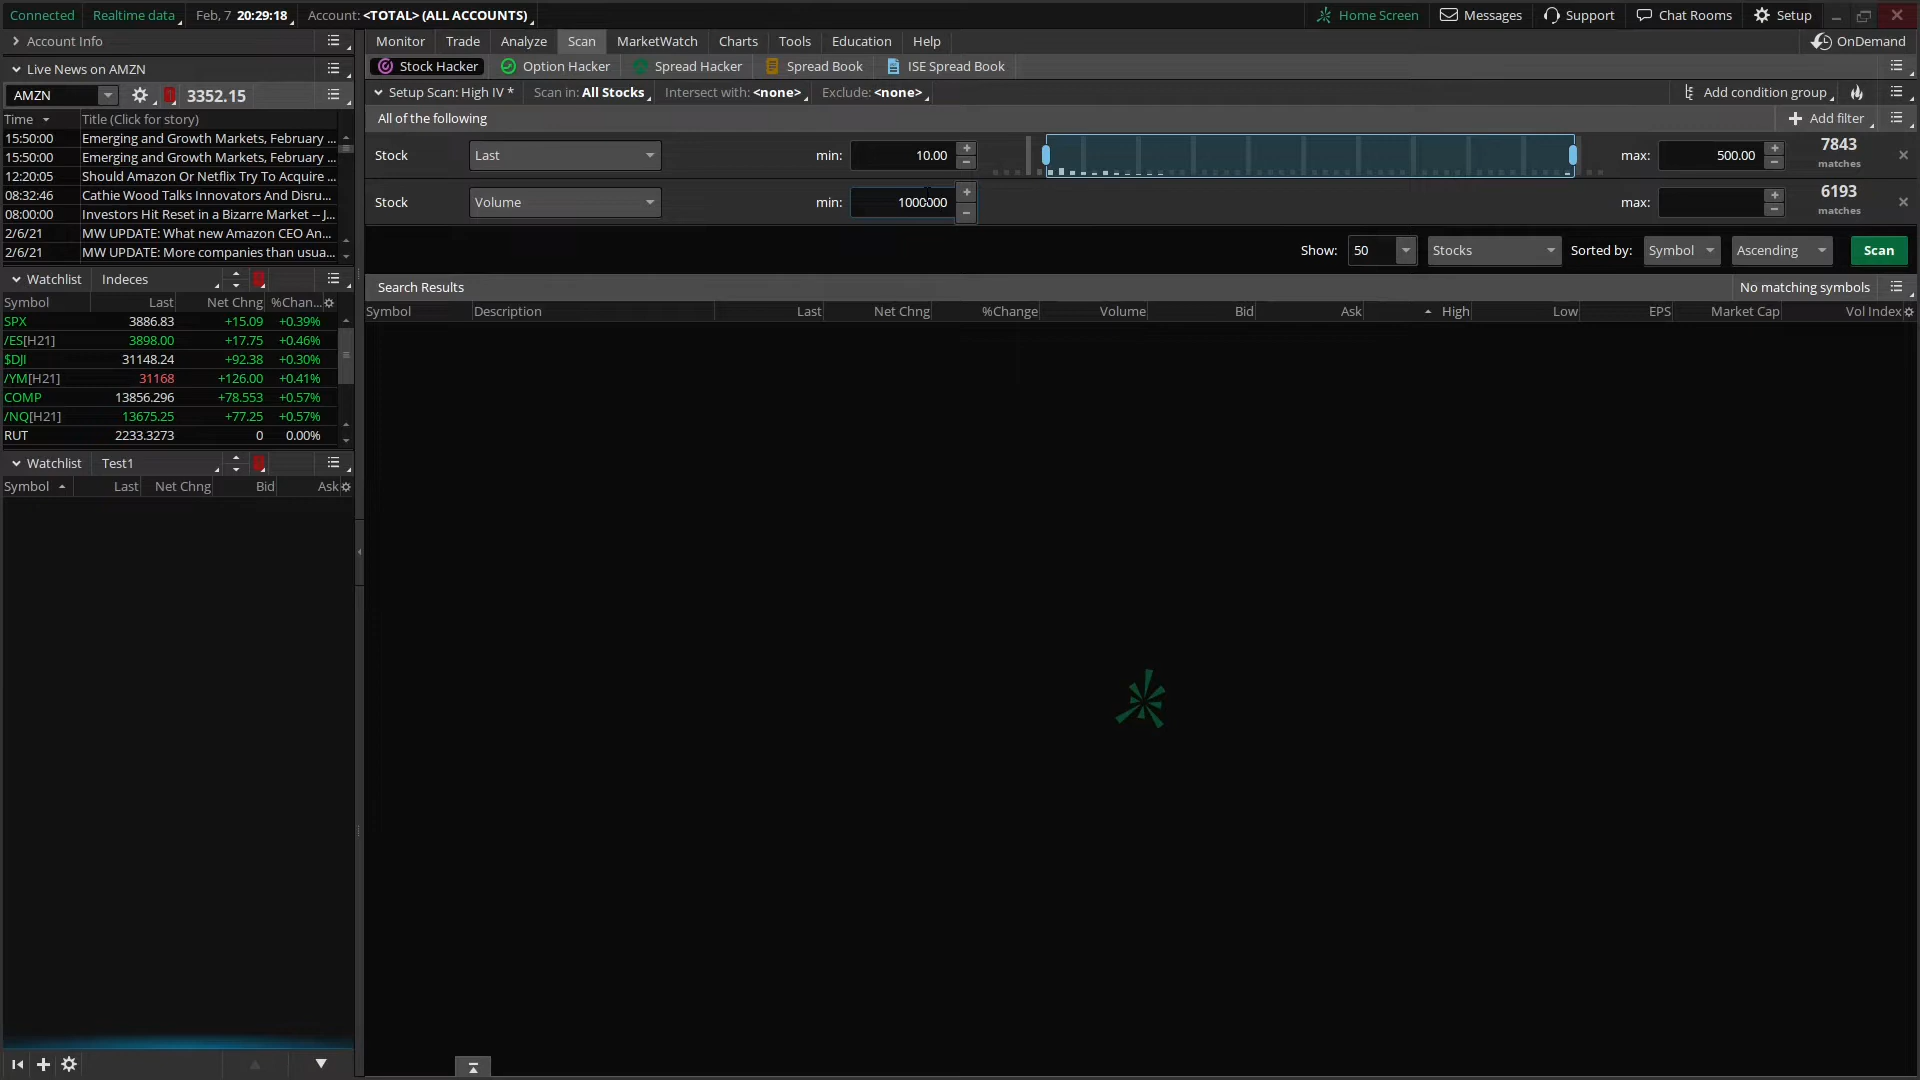 Connected Realtime data Feb, 7 20:29:18 Account: <TOTAL> (ALL ACCOUNTS) Home Screen Messages Support Chat Rooms Setup
Account Info
Monitor Trade Analyze Scan MarketWatch Charts Tools Education Help OnDemand
Live News on AMZN
Stock Hacker Option Hacker Spread Hacker Spread Book ISE Spread Book
AMZN 3352.15
Setup Scan: High IV * Scan in: All Stocks Intersect with: <none> Exclude: <none> Add condition group
Time Title (Click for story)
All of the following Add filter
15:50:00 Emerging and Growth Markets, February ...
15:50:00 Emerging and Growth Markets, February ...
12:20:05 Should Amazon Or Netflix Try To Acquire ...
08:32:46 Cathie Wood Talks Innovators And Disru...
08:00:00 Investors Hit Reset in a Bizarre Market -- J...
2/6/21 MW UPDATE: What new Amazon CEO An...
2/6/21 MW UPDATE: More companies than usua...
Stock Last min: 10.00 max: 500.00 7843 matches
Stock Volume min: 1000000 max: 6193 matches
Show: 50 Stocks Sorted by: Symbol Ascending Scan
Watchlist Indeces
Symbol Last Net Chng %Chan...
SPX 3886.83 +15.09 +0.39%
/ES[H21] 3898.00 +17.75 +0.46%
$DJI 31148.24 +92.38 +0.30%
/YM[H21] 31168 +126.00 +0.41%
COMP 13856.296 +78.553 +0.57%
/NQ[H21] 13675.25 +77.25 +0.57%
RUT 2233.3273 0 0.00%
Search Results No matching symbols
Symbol Description Last Net Chng %Change Volume Bid Ask High Low EPS Market Cap Vol Index
Watchlist Test1
Symbol Last Net Chng Bid Ask